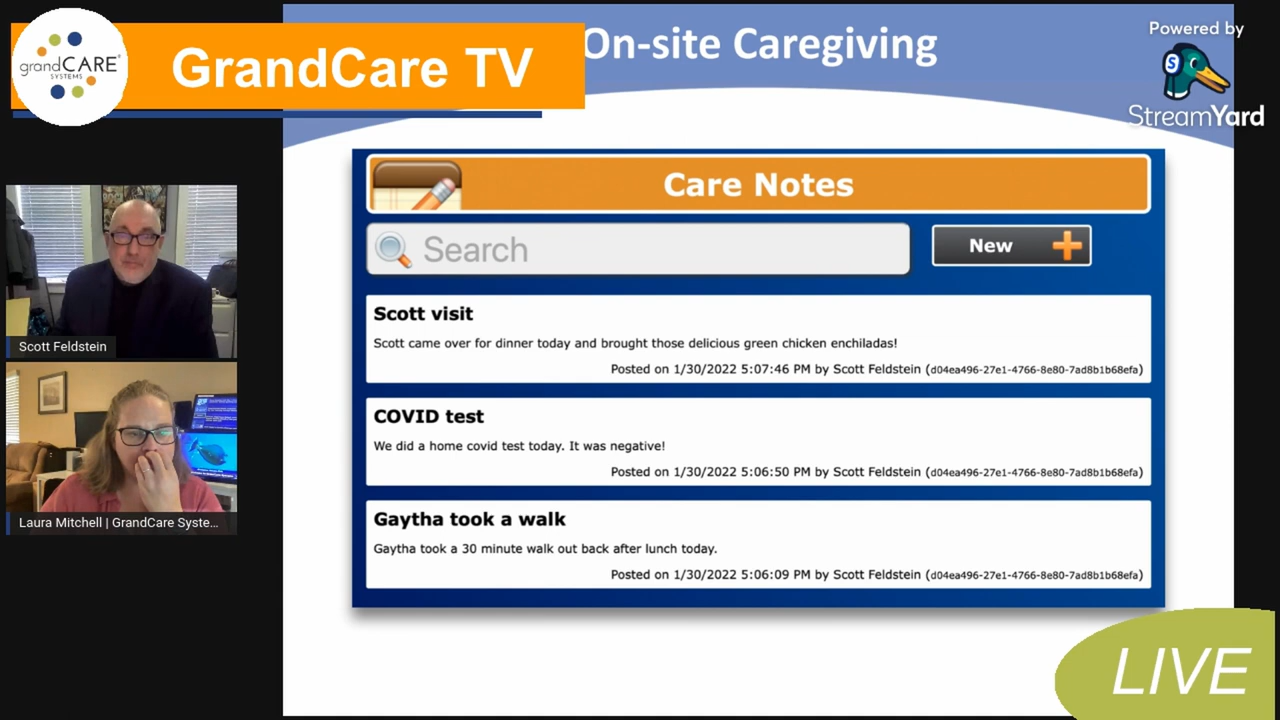 grandCARE
SYSTEMS
GrandCare TV
On-site Caregiving
Powered by
S
StreamYard
Care Notes
Search
New
Scott visit
Scott came over for dinner today and brought those delicious green chicken enchiladas!
Posted on 1/30/2022 5:07:46 PM by Scott Feldstein (d04ea496-27e1-4766-8e80-7ad8b1b68efa)
COVID test
We did a home covid test today. It was negative!
Posted on 1/30/2022 5:06:50 PM by Scott Feldstein (d04ea496-27e1-4766-8e80-7ad8b1b68efa)
Gaytha took a walk
Gaytha took a 30 minute walk out back after lunch today.
Posted on 1/30/2022 5:06:09 PM by Scott Feldstein (d04ea496-27e1-4766-8e80-7ad8b1b68efa)
Scott Feldstein
Laura Mitchell | GrandCare Syste...
LIVE